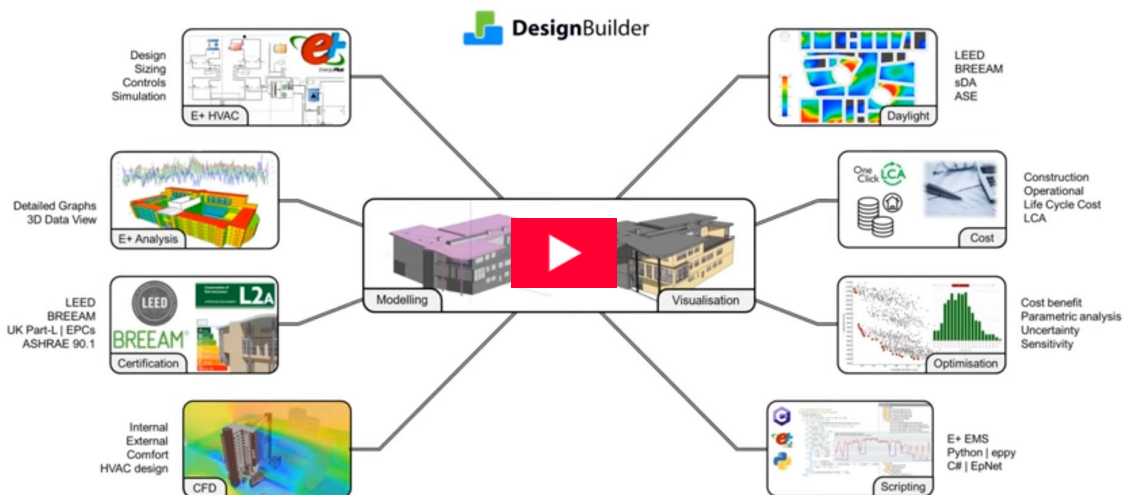 DesignBuilder
Design
Sizing
Controls
Simulation
e+
EnergyPlus
E+ HVAC
LEED
BREEAM
sDA
ASE
Daylight
Detailed Graphs
3D Data View
E+ Analysis
One
Click LCA
Construction
Operational
Life Cycle Cost
LCA
Cost
Modelling
Visualisation
LEED
BREEAM
UK Part-L | EPCs
ASHRAE 90.1
LEED
BREEAM®
L2A
Certification
Cost benefit
Parametric analysis
Uncertainty
Sensitivity
Optimisation
Internal
External
Comfort
HVAC design
CFD
E+ EMS
Python | eppy
C# | EpNet
Scripting